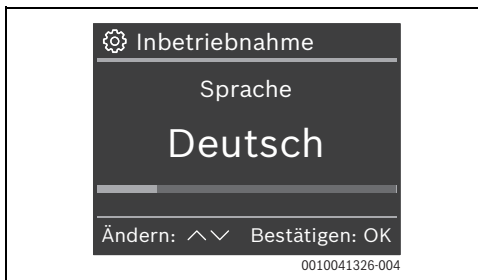 Inbetriebnahme
Sprache
Deutsch
Ändern: Bestätigen: OK
0010041326-004